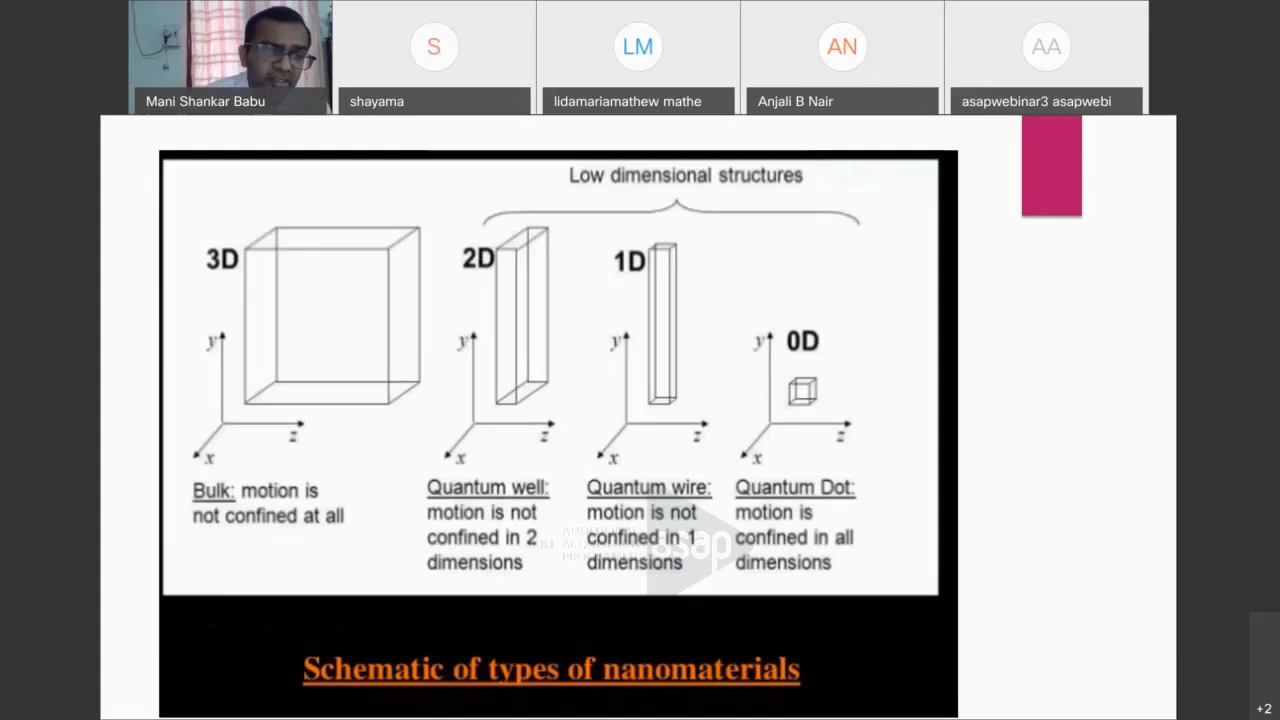 S
LM
AN
AA
Mani Shankar Babu
shayama
lidamariamathew mathe
Anjali B Nair
asapwebinar3 asapwebi
Low dimensional structures
3D
2D
1D
0D
y
z
x
y
z
x
y
z
x
y
z
x
Bulk: motion is
not confined at all
Quantum well:
motion is not
confined in 2
dimensions
Quantum wire:
motion is not
confined in 1
dimensions
Quantum Dot:
motion is
confined in all
dimensions
asap
Schematic of types of nanomaterials
+2